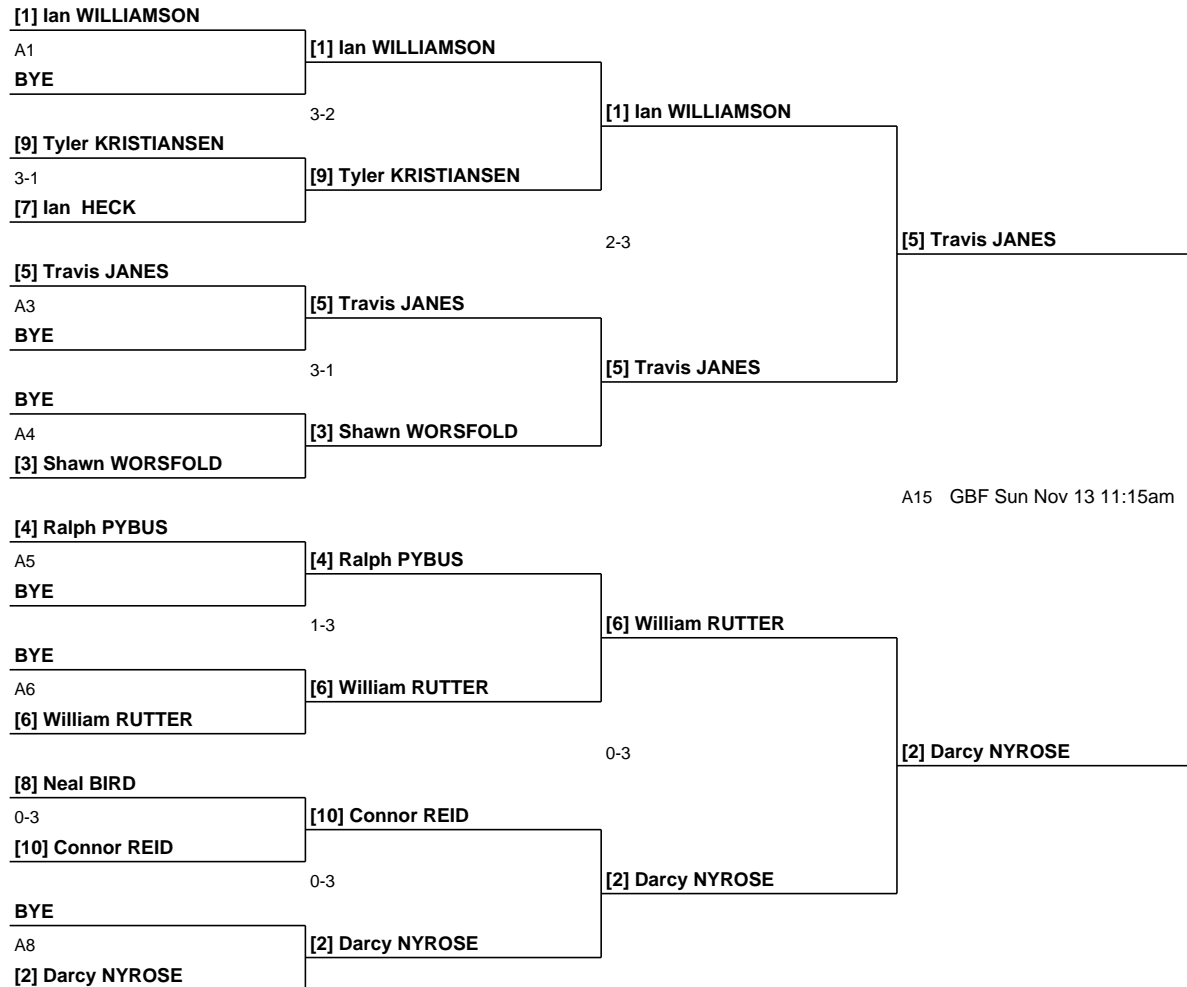 [1] Ian WILLIAMSON
A1
[1] Ian WILLIAMSON
BYE
3-2
[1] Ian WILLIAMSON
[9] Tyler KRISTIANSEN
3-1
[9] Tyler KRISTIANSEN
[7] Ian HECK
2-3
[5] Travis JANES
[5] Travis JANES
A3
[5] Travis JANES
BYE
3-1
[5] Travis JANES
BYE
A4
[3] Shawn WORSFOLD
[3] Shawn WORSFOLD
A15 GBF Sun Nov 13 11:15am
[4] Ralph PYBUS
A5
[4] Ralph PYBUS
BYE
1-3
[6] William RUTTER
BYE
A6
[6] William RUTTER
[6] William RUTTER
0-3
[2] Darcy NYROSE
[8] Neal BIRD
0-3
[10] Connor REID
[10] Connor REID
0-3
[2] Darcy NYROSE
BYE
A8
[2] Darcy NYROSE
[2] Darcy NYROSE